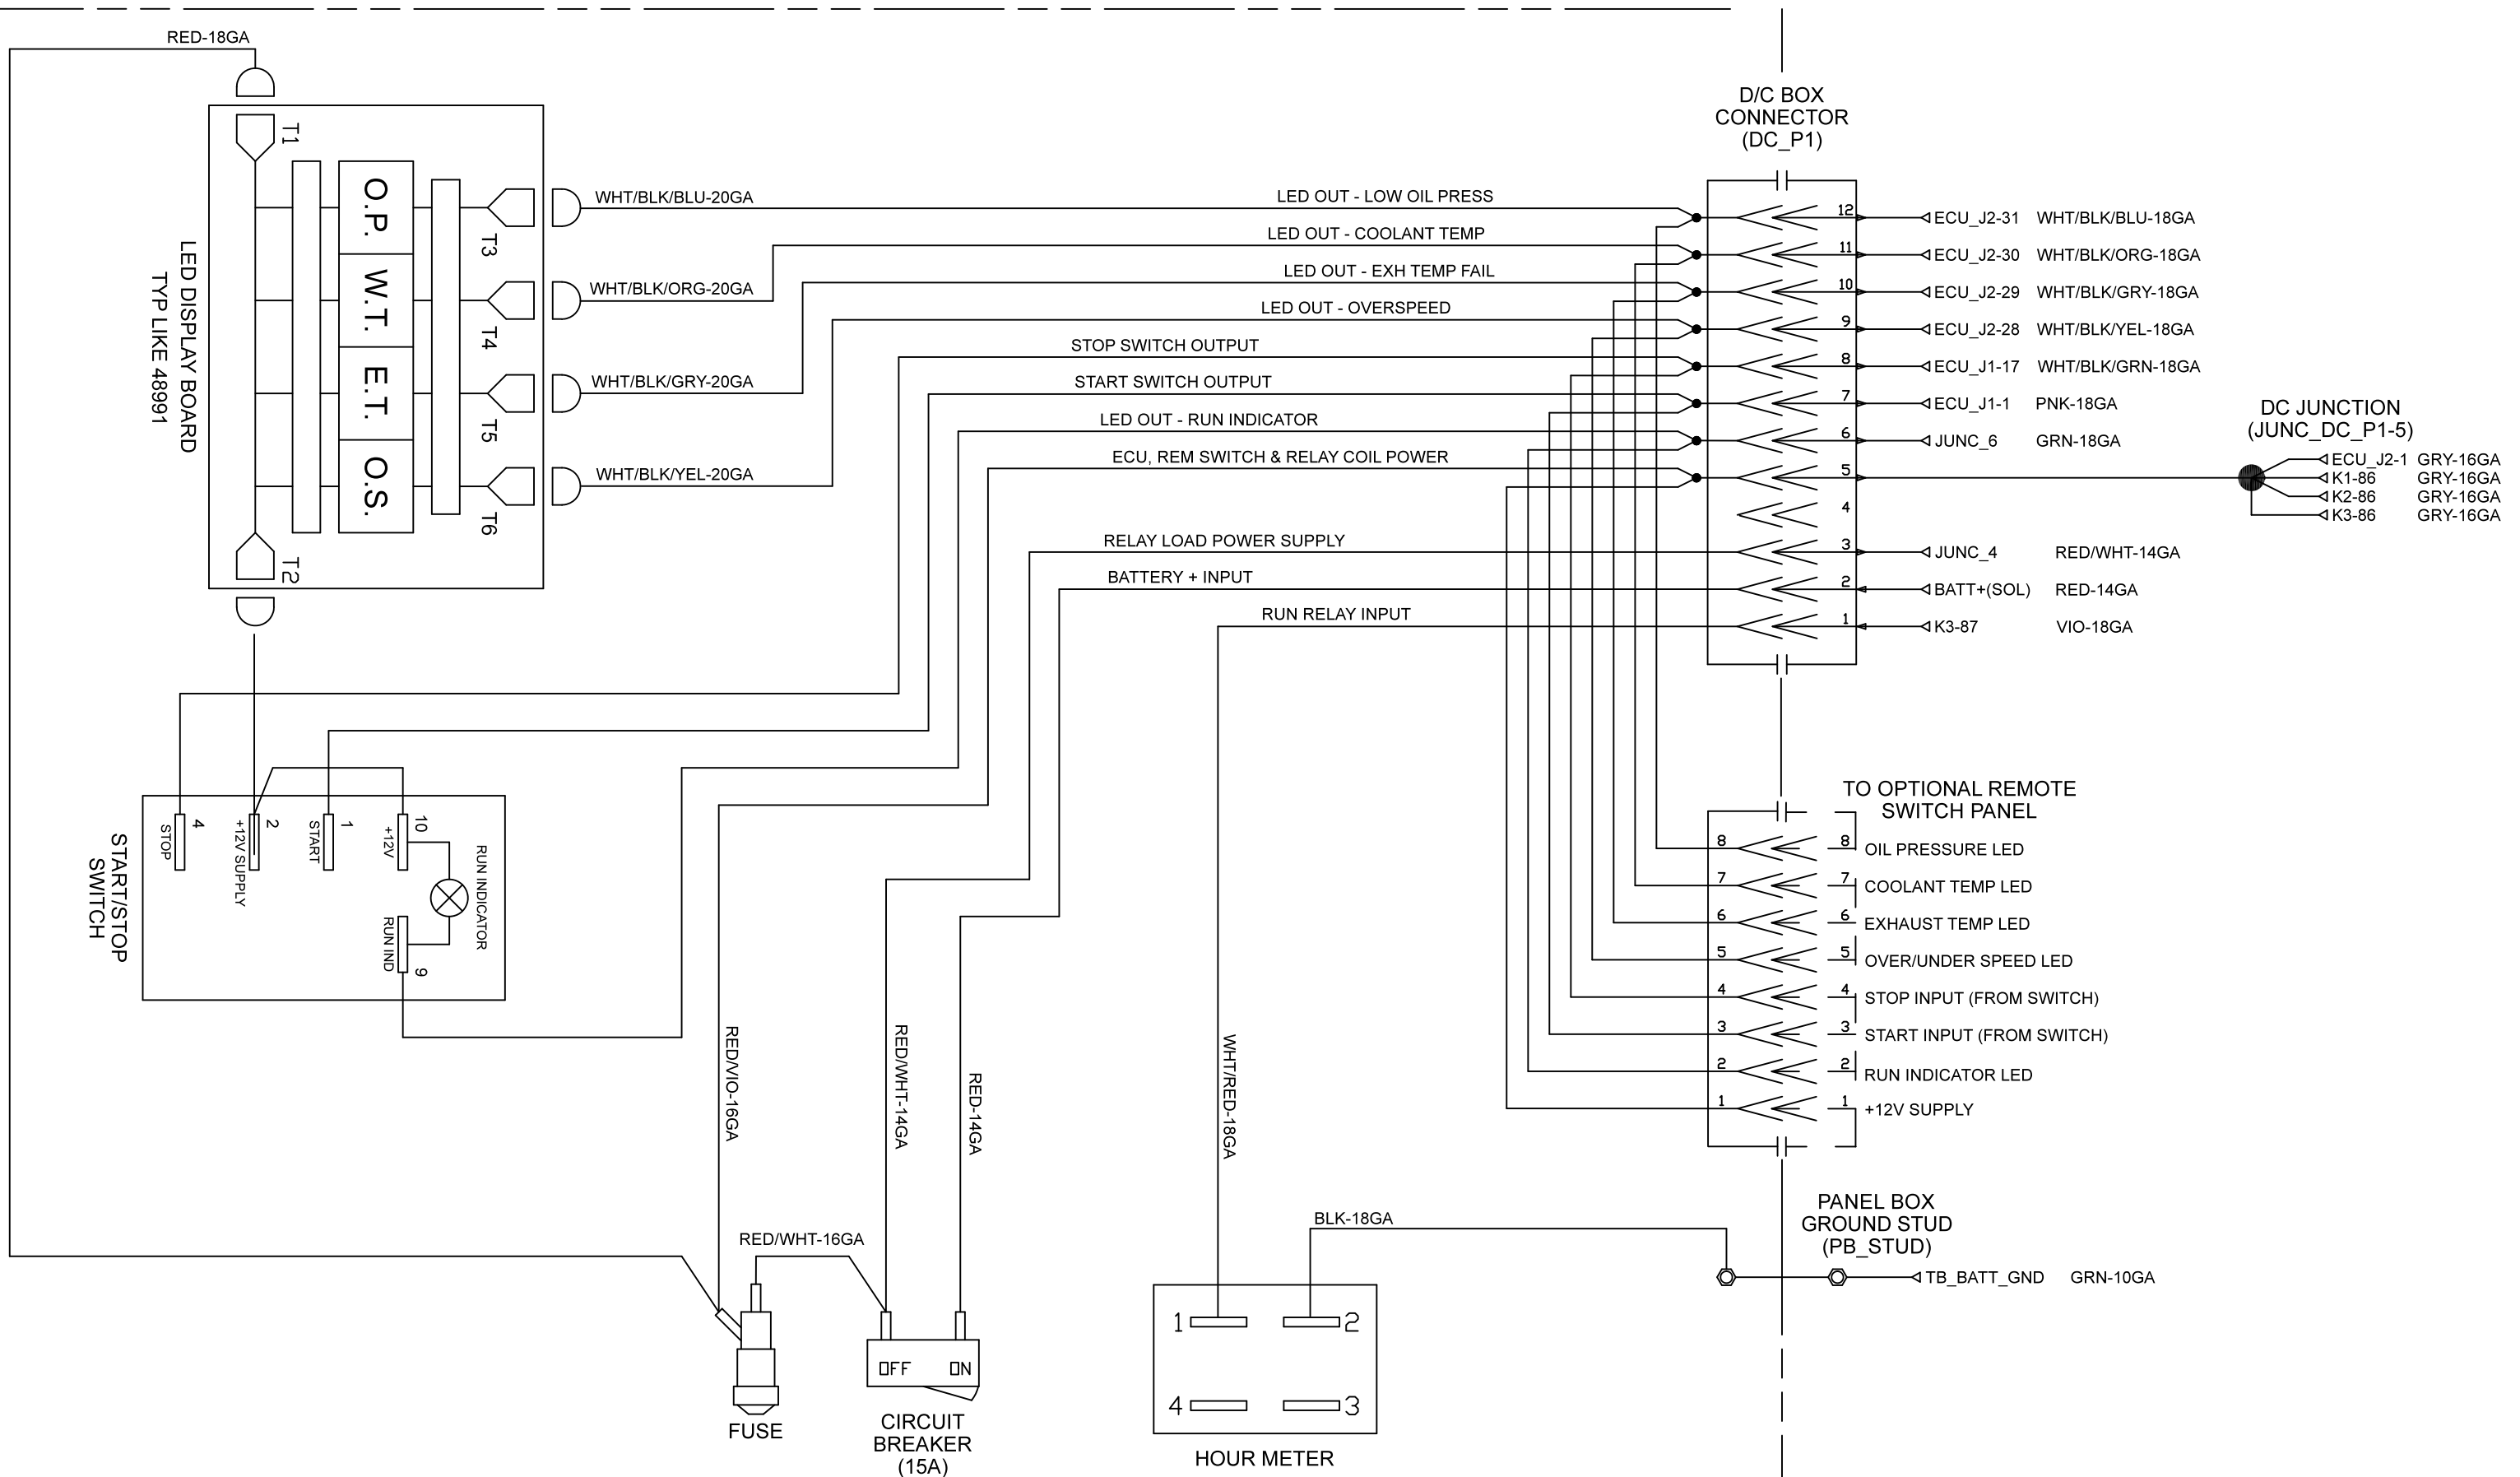 RED-18GA
T1
O.P.
W.T.
E.T.
O.S.
T3
T4
T5
T6
T2
LED DISPLAY BOARD
TYP LIKE 48991
WHT/BLK/BLU-20GA
WHT/BLK/ORG-20GA
WHT/BLK/GRY-20GA
WHT/BLK/YEL-20GA
LED OUT - LOW OIL PRESS
LED OUT - COOLANT TEMP
LED OUT - EXH TEMP FAIL
LED OUT - OVERSPEED
STOP SWITCH OUTPUT
START SWITCH OUTPUT
LED OUT - RUN INDICATOR
ECU, REM SWITCH & RELAY COIL POWER
RELAY LOAD POWER SUPPLY
BATTERY + INPUT
RUN RELAY INPUT
D/C BOX
CONNECTOR
(DC_P1)
12 ECU_J2-31 WHT/BLK/BLU-18GA
11 ECU_J2-30 WHT/BLK/ORG-18GA
10 ECU_J2-29 WHT/BLK/GRY-18GA
9 ECU_J2-28 WHT/BLK/YEL-18GA
8 ECU_J1-17 WHT/BLK/GRN-18GA
7 ECU_J1-1 PNK-18GA
6 JUNC_6 GRN-18GA
5
4
3 JUNC_4 RED/WHT-14GA
2 BATT+(SOL) RED-14GA
1 K3-87 VIO-18GA
DC JUNCTION
(JUNC_DC_P1-5)
ECU_J2-1 GRY-16GA
K1-86 GRY-16GA
K2-86 GRY-16GA
K3-86 GRY-16GA
START/STOP
SWITCH
4
STOP
2
+12V SUPPLY
1
START
10
+12V
RUN INDICATOR
RUN IND
9
TO OPTIONAL REMOTE
SWITCH PANEL
8 8 OIL PRESSURE LED
7 7 COOLANT TEMP LED
6 6 EXHAUST TEMP LED
5 5 OVER/UNDER SPEED LED
4 4 STOP INPUT (FROM SWITCH)
3 3 START INPUT (FROM SWITCH)
2 2 RUN INDICATOR LED
1 1 +12V SUPPLY
RED/VIO-16GA
RED/WHT-14GA
RED-14GA
WHT/RED-18GA
RED/WHT-16GA
FUSE
OFF ON
CIRCUIT
BREAKER
(15A)
BLK-18GA
1 2
4 3
HOUR METER
PANEL BOX
GROUND STUD
(PB_STUD)
TB_BATT_GND GRN-10GA